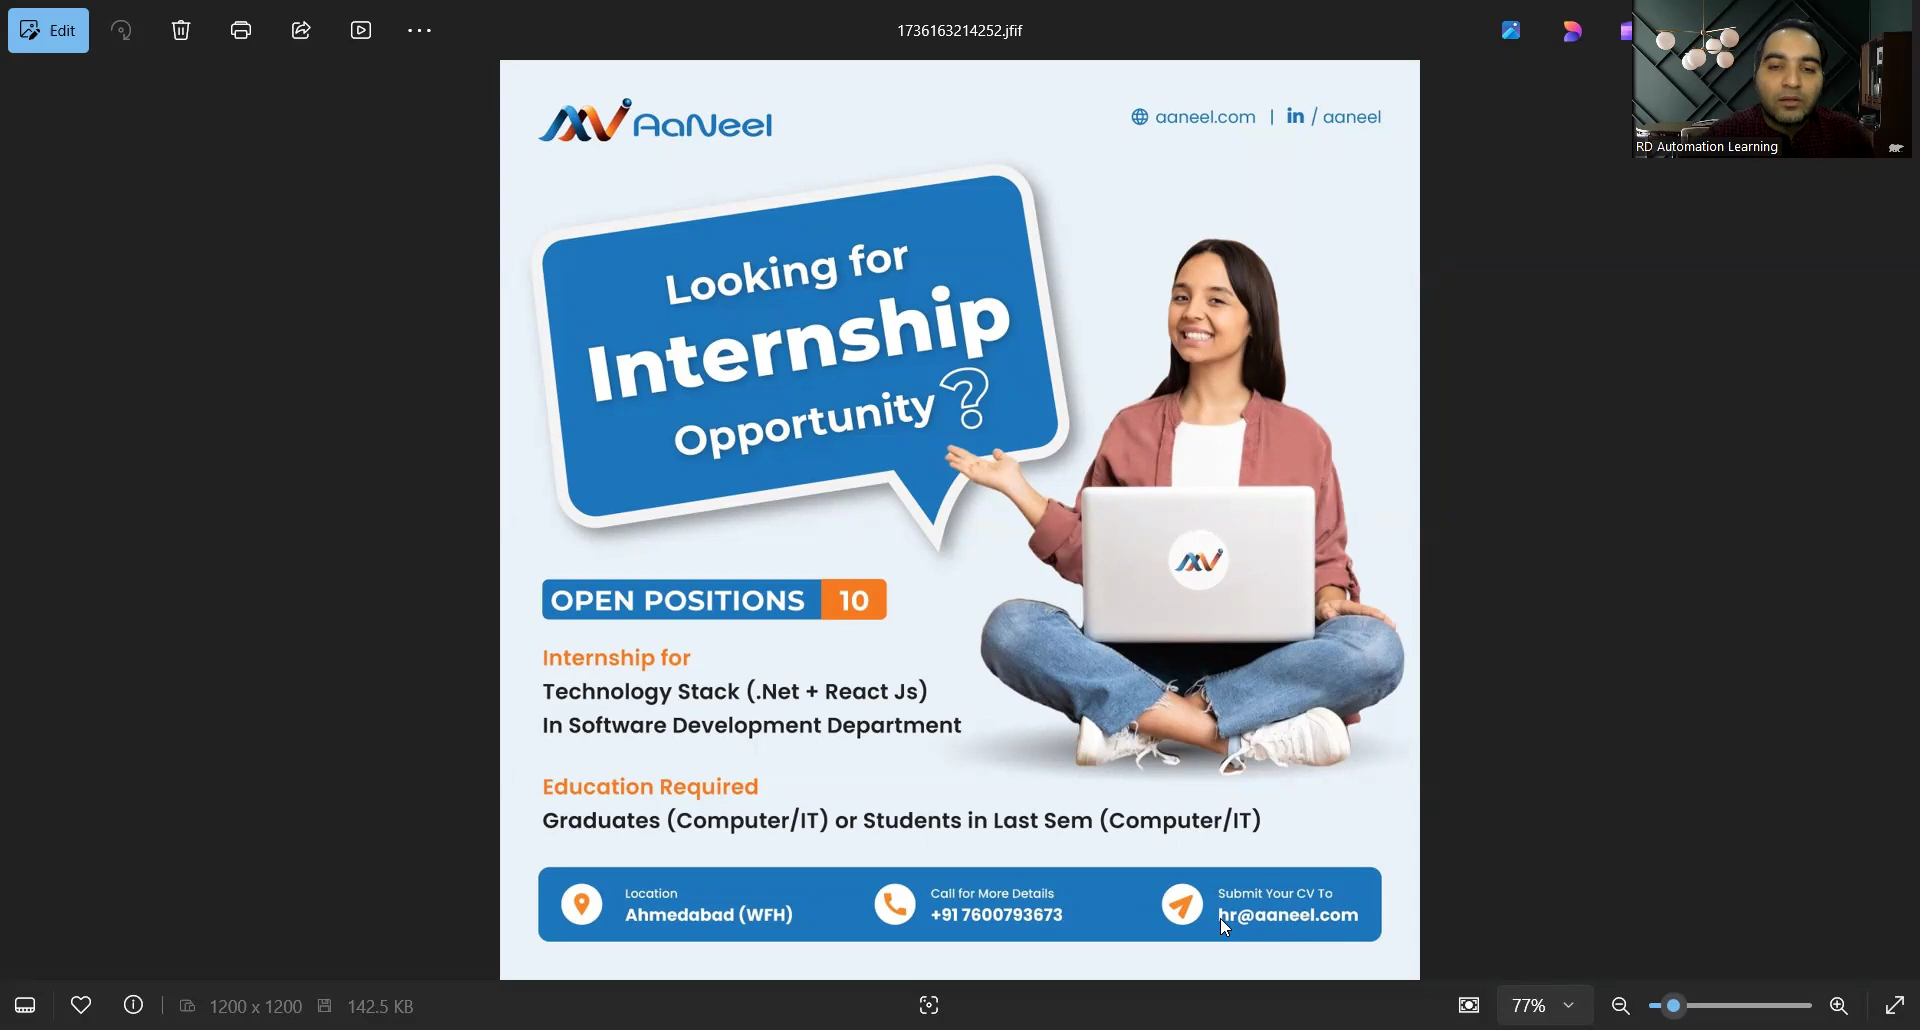 Edit
1736163214252.jfif
RD Automation Learning
AaNeel
aaneel.com | in / aaneel
Looking for
Internship
Opportunity?
OPEN POSITIONS 10
Internship for
Technology Stack (.Net + React Js)
In Software Development Department
Education Required
Graduates (Computer/IT) or Students in Last Sem (Computer/IT)
Location
Ahmedabad (WFH)
Call for More Details
+91 7600793673
Submit Your CV To
hr@aaneel.com
1200 x 1200
142.5 KB
77%